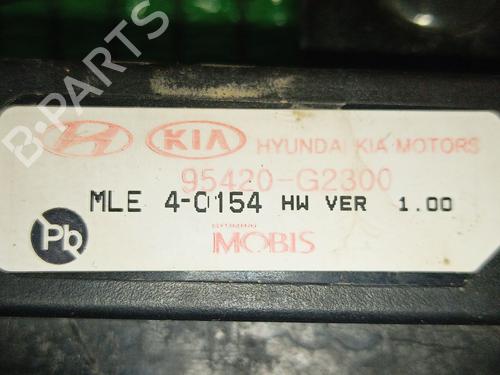 B-PARTS
KIA HYUNDAI KIA MOTORS
95420-G2300
MLE 4-0154 HW VER 1.00
Pb
MOBIS